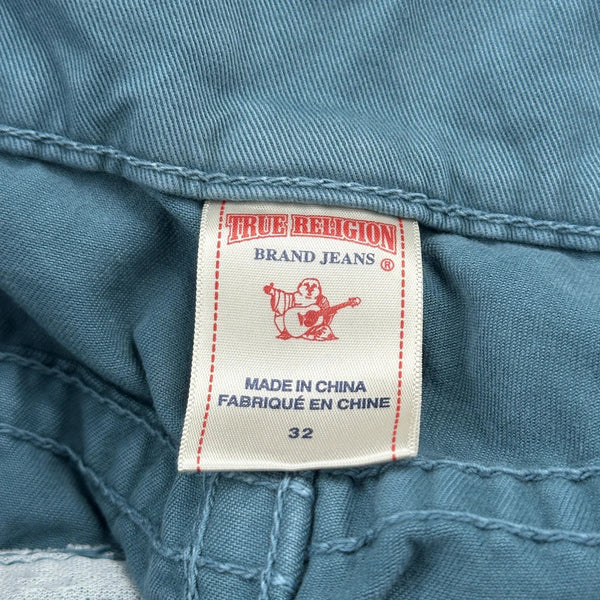 TRUE RELIGION
BRAND JEANS ®
MADE IN CHINA
FABRIQUÉ EN CHINE
32